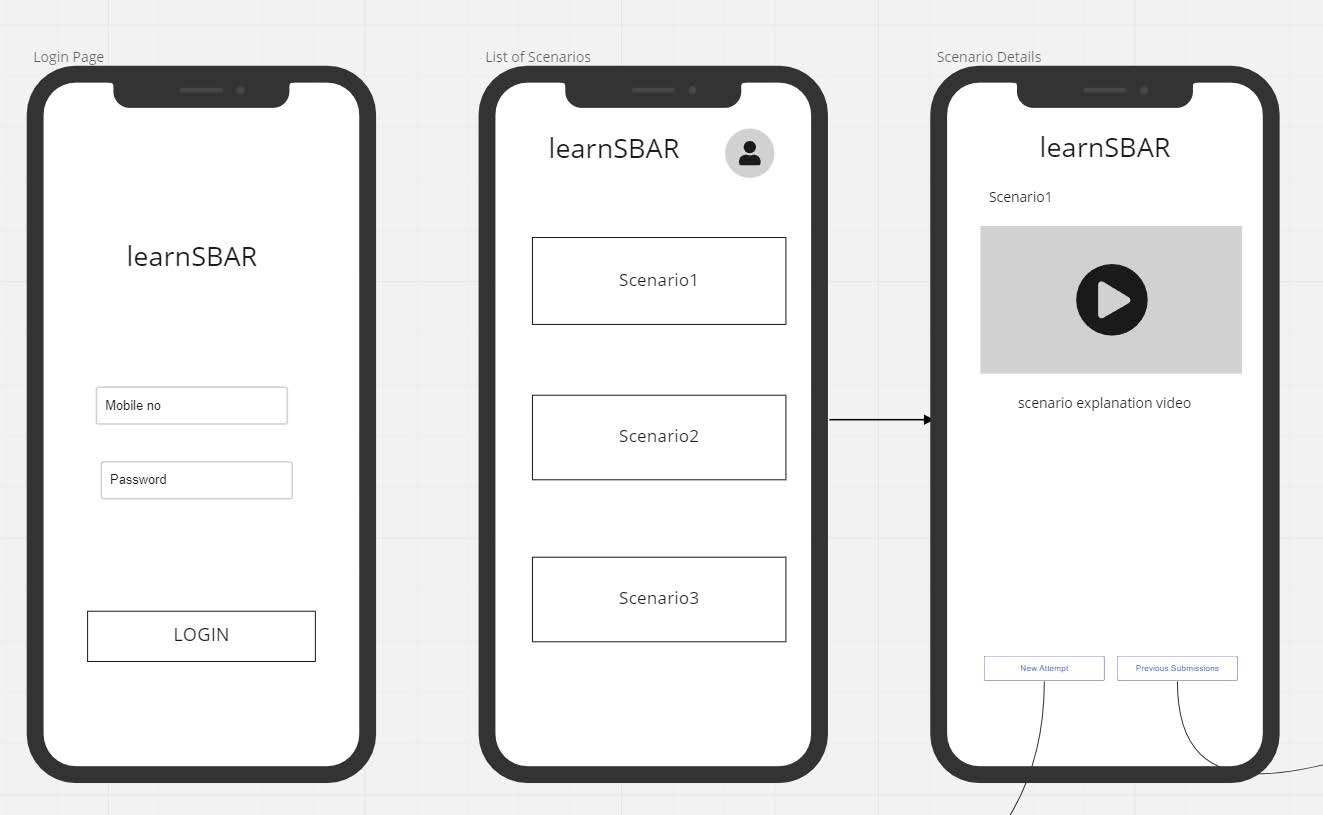 Login Page
learnSBAR
Mobile no
Password
LOGIN
List of Scenarios
learnSBAR
Scenario1
Scenario2
Scenario3
Scenario Details
learnSBAR
Scenario1
scenario explanation video
New Attempt
Previous Submissions